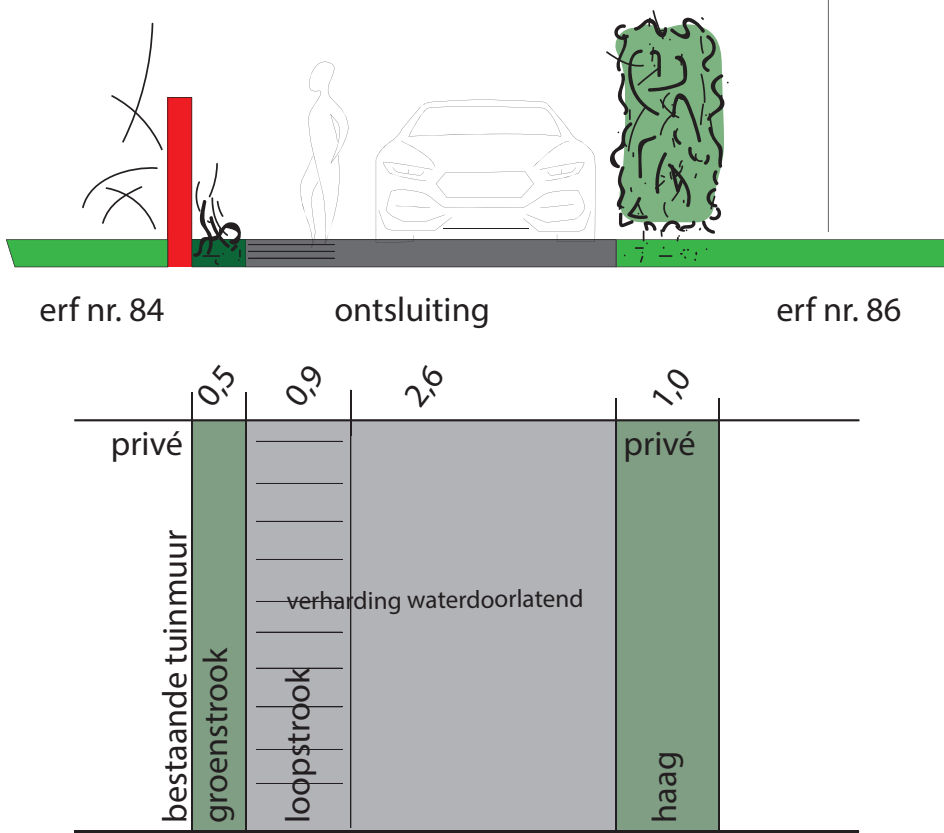 erf nr. 84
ontsluiting
erf nr. 86
0,5
0,9
2,6
1,0
privé
privé
bestaande tuinmuur
groenstrook
loopstrook
verharding waterdoorlatend
haag